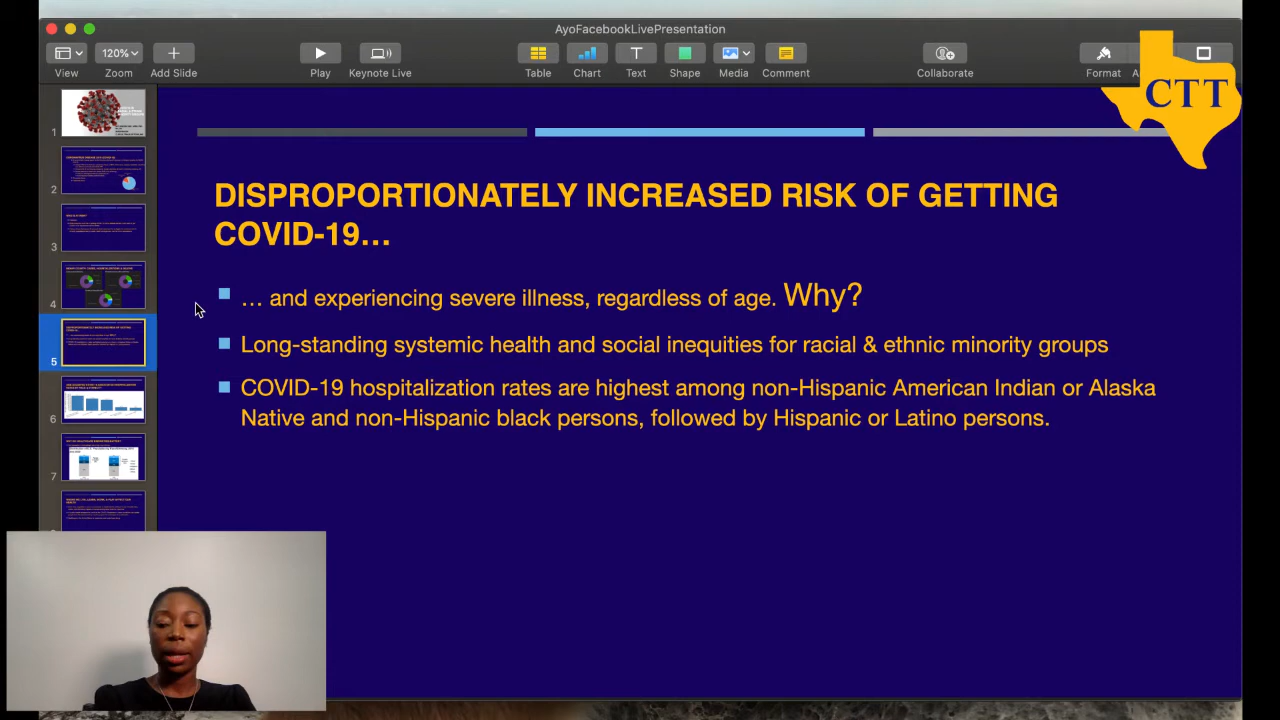 AyoFacebookLivePresentation
View
120%
Zoom
Add Slide
Play
Keynote Live
Table
Chart
Text
Shape
Media
Comment
Collaborate
Format
CTT
DISPROPORTIONATELY INCREASED RISK OF GETTING
COVID-19…
… and experiencing severe illness, regardless of age. Why?
Long-standing systemic health and social inequities for racial & ethnic minority groups
COVID-19 hospitalization rates are highest among non-Hispanic American Indian or Alaska
Native and non-Hispanic black persons, followed by Hispanic or Latino persons.
1
2
3
4
5
6
7